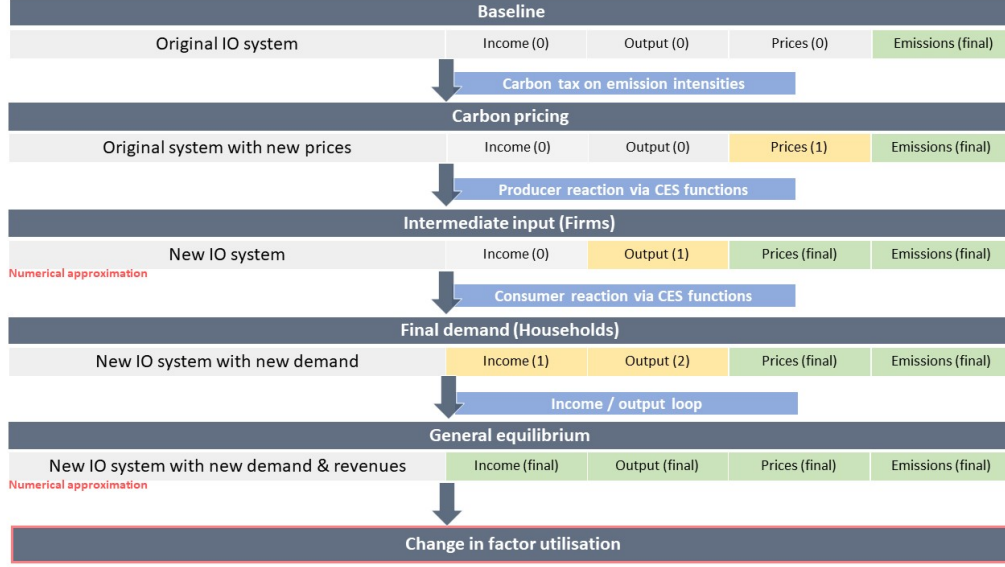 Baseline
Original IO system Income (0) Output (0) Prices (0) Emissions (final)
Carbon tax on emission intensities
Carbon pricing
Original system with new prices Income (0) Output (0) Prices (1) Emissions (final)
Producer reaction via CES functions
Intermediate input (Firms)
New IO system Income (0) Output (1) Prices (final) Emissions (final)
Numerical approximation
Consumer reaction via CES functions
Final demand (Households)
New IO system with new demand Income (1) Output (2) Prices (final) Emissions (final)
Income / output loop
General equilibrium
New IO system with new demand & revenues Income (final) Output (final) Prices (final) Emissions (final)
Numerical approximation
Change in factor utilisation